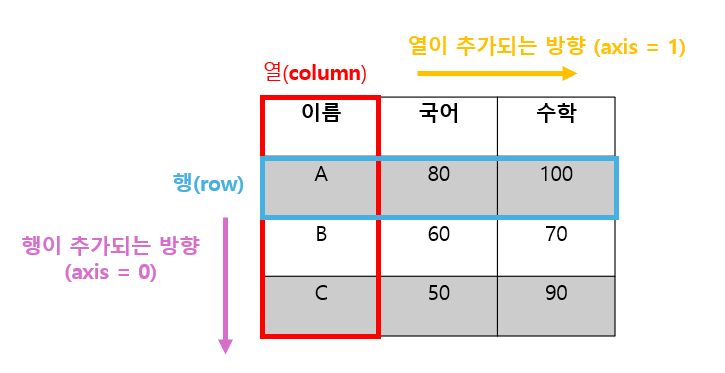 열이 추가되는 방향 (axis = 1)
열(column)
이름 국어 수학
행(row)
A 80 100
행이 추가되는 방향
(axis = 0)
B 60 70
C 50 90